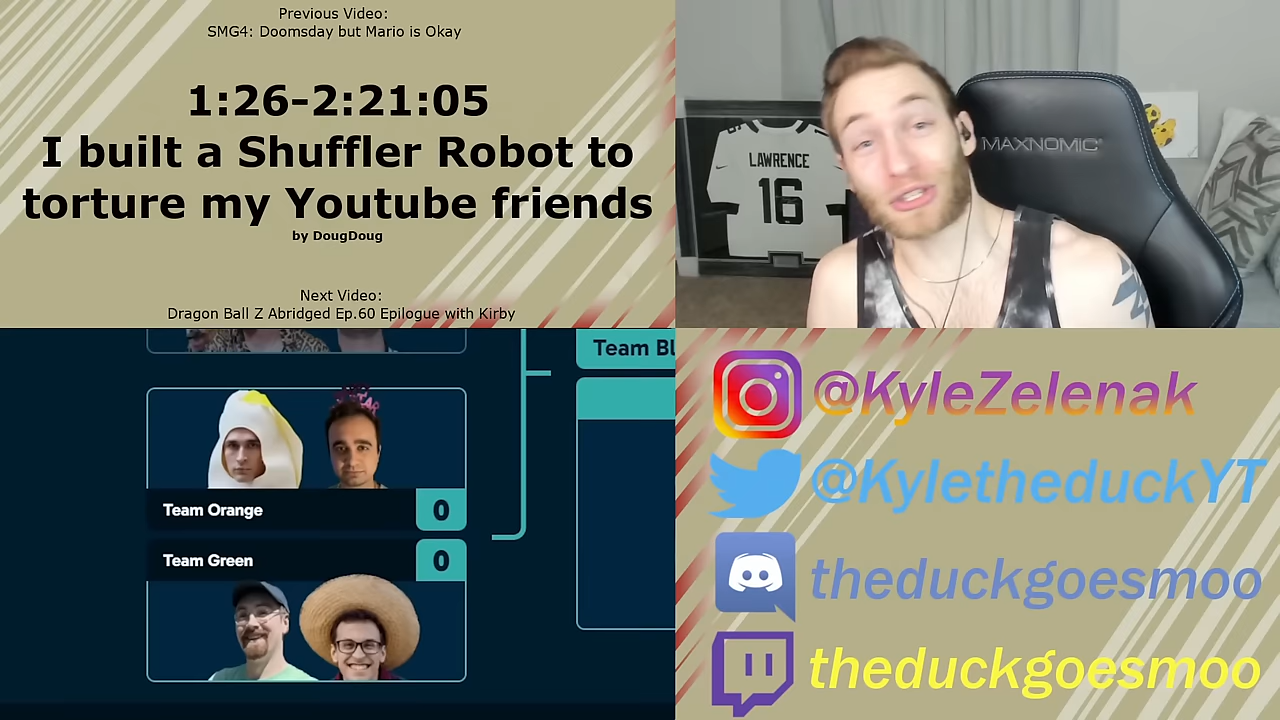 Previous Video:
SMG4: Doomsday but Mario is Okay
1:26-2:21:05
I built a Shuffler Robot to
torture my Youtube friends
by DougDoug
Next Video:
Dragon Ball Z Abridged Ep.60 Epilogue with Kirby
LAWRENCE
16
MAXNOMIC
Team Orange
0
Team Green
0
@KyleZelenak
@KyletheduckYT
theduckgoesmoo
theduckgoesmoo